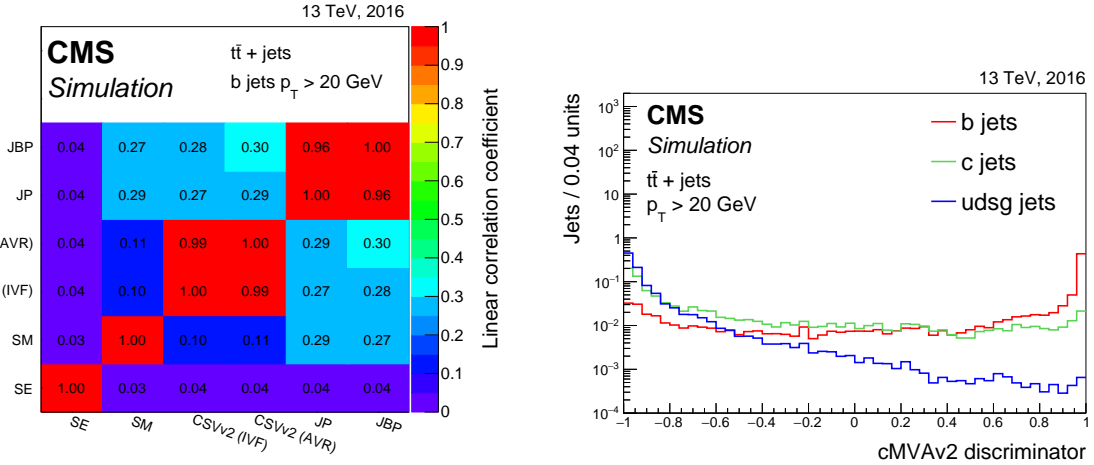 13 TeV, 2016
CMS
Simulation
tt̄ + jets
b jets p_T > 20 GeV
JBP 0.04 0.27 0.28 0.30 0.96 1.00
JP 0.04 0.29 0.27 0.29 1.00 0.96
AVR) 0.04 0.11 0.99 1.00 0.29 0.30
(IVF) 0.04 0.10 1.00 0.99 0.27 0.28
SM 0.03 1.00 0.10 0.11 0.29 0.27
SE 1.00 0.03 0.04 0.04 0.04 0.04
SE SM CSVv2 (IVF) CSVv2 (AVR) JP JBP
1
0.9
0.8
0.7
0.6
0.5
0.4
0.3
0.2
0.1
0
Linear correlation coefficient
13 TeV, 2016
CMS
Simulation
tt̄ + jets
p_T > 20 GeV
b jets
c jets
udsg jets
Jets / 0.04 units
10³
10²
10
1
10⁻¹
10⁻²
10⁻³
10⁻⁴
−1 −0.8 −0.6 −0.4 −0.2 0 0.2 0.4 0.6 0.8 1
cMVAv2 discriminator